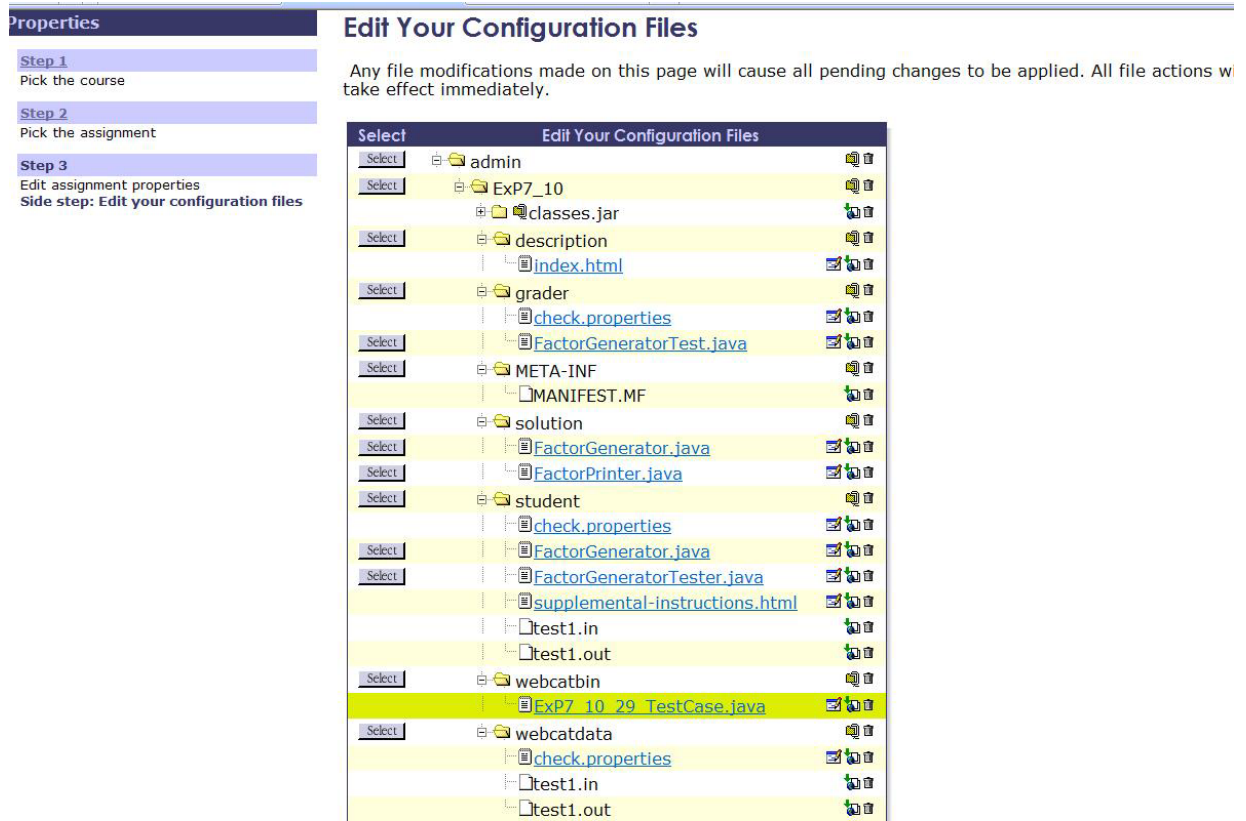 Properties
Step 1
Pick the course
Step 2
Pick the assignment
Step 3
Edit assignment properties
Side step: Edit your configuration files
Edit Your Configuration Files
Any file modifications made on this page will cause all pending changes to be applied. All file actions wi
take effect immediately.
Select Edit Your Configuration Files
Select admin
Select ExP7_10
classes.jar
Select description
index.html
Select grader
check.properties
Select FactorGeneratorTest.java
Select META-INF
MANIFEST.MF
Select solution
Select FactorGenerator.java
Select FactorPrinter.java
Select student
check.properties
Select FactorGenerator.java
Select FactorGeneratorTester.java
supplemental-instructions.html
test1.in
test1.out
Select webcatbin
ExP7_10_29_TestCase.java
Select webcatdata
check.properties
test1.in
test1.out